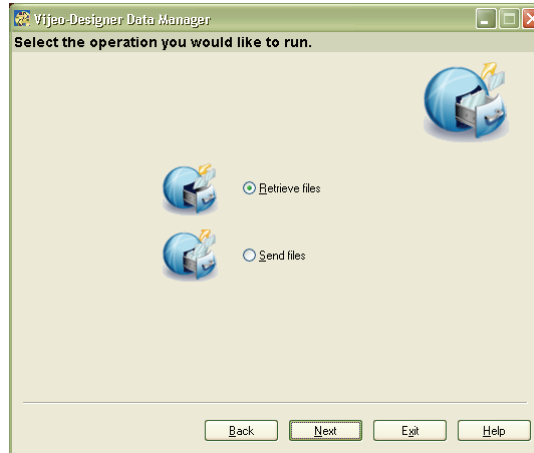 Vijeo-Designer Data Manager
Select the operation you would like to run.
Retrieve files
Send files
Back Next Exit Help